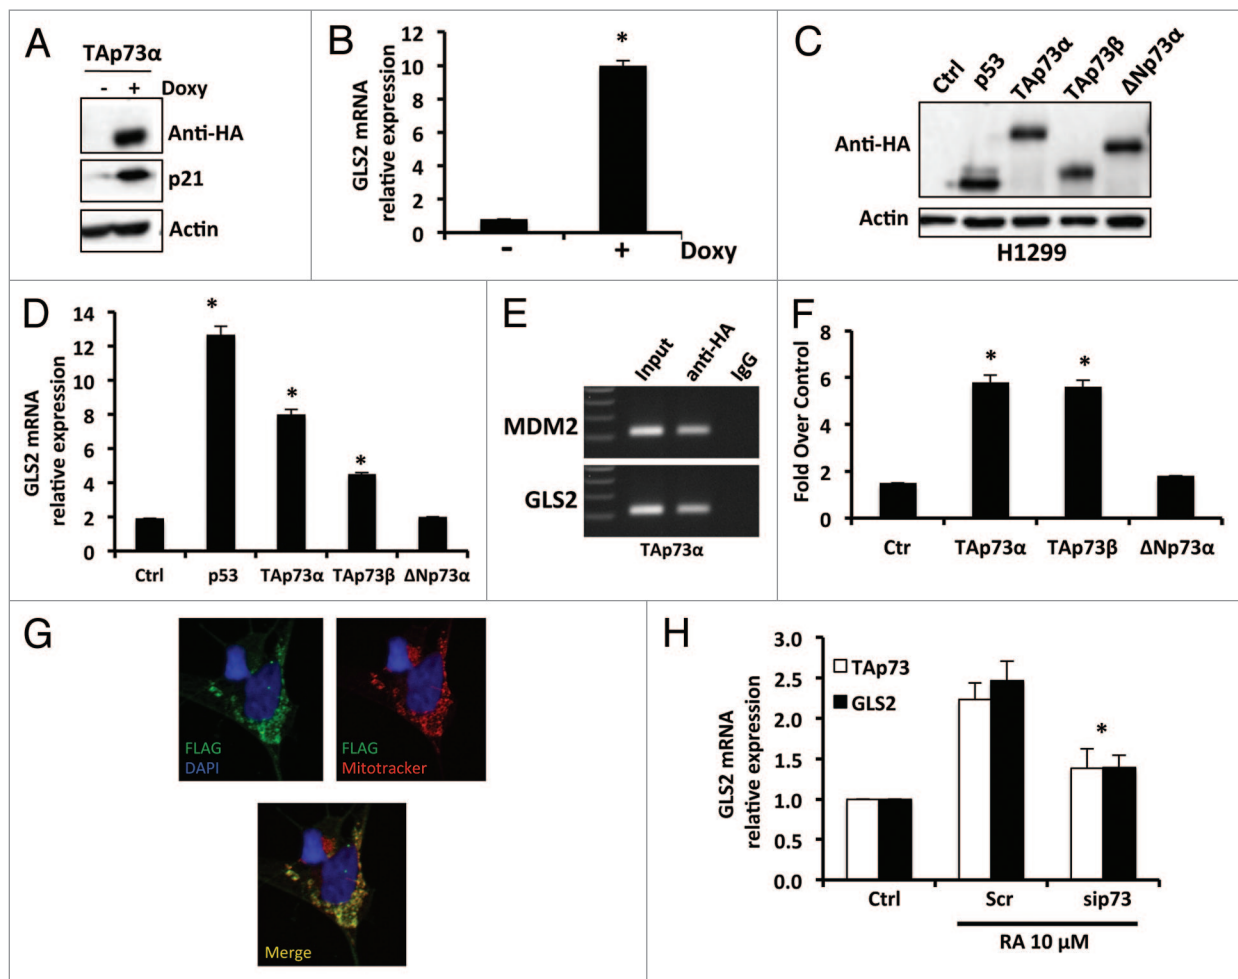 A
TAp73α
- + Doxy
Anti-HA
p21
Actin
B
GLS2 mRNA
relative expression
12
10
8
6
4
2
0
*
- + Doxy
C
Ctrl
p53
TAp73α
TAp73β
ΔNp73α
Anti-HA
Actin
H1299
D
GLS2 mRNA
relative expression
14
12
10
8
6
4
2
0
*
*
*
Ctrl p53 TAp73α TAp73β ΔNp73α
E
Input
anti-HA
IgG
MDM2
GLS2
TAp73α
F
Fold Over Control
8
6
4
2
0
*
*
Ctr TAp73α TAp73β ΔNp73α
G
FLAG
DAPI
FLAG
Mitotracker
Merge
H
GLS2 mRNA
relative expression
3.0
2.5
2.0
1.5
1.0
0.5
0.0
TAp73
GLS2
*
Ctrl Scr sip73
RA 10 μM